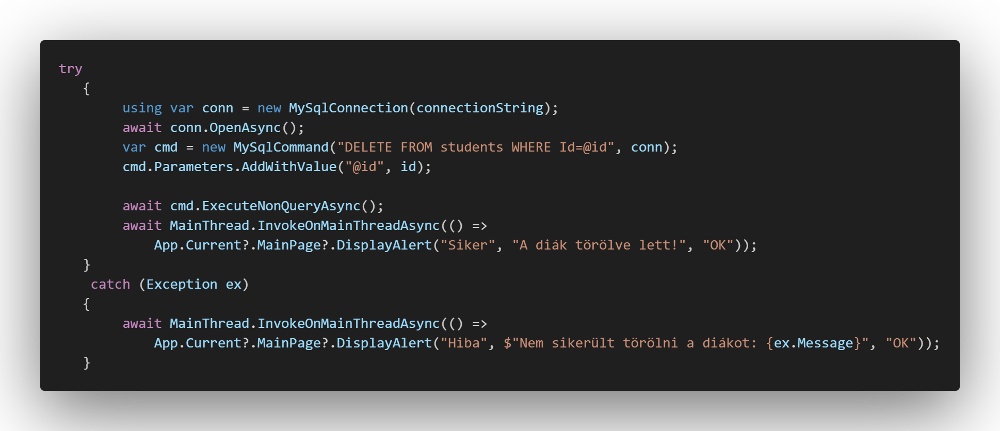 try
{
using var conn = new MySqlConnection(connectionString);
await conn.OpenAsync();
var cmd = new MySqlCommand("DELETE FROM students WHERE Id=@id", conn);
cmd.Parameters.AddWithValue("@id", id);
await cmd.ExecuteNonQueryAsync();
await MainThread.InvokeOnMainThreadAsync(() =>
App.Current?.MainPage?.DisplayAlert("Siker", "A diák törölve lett!", "OK"));
}
catch (Exception ex)
{
await MainThread.InvokeOnMainThreadAsync(() =>
App.Current?.MainPage?.DisplayAlert("Hiba", $"Nem sikerült törölni a diákot: {ex.Message}", "OK"));
}